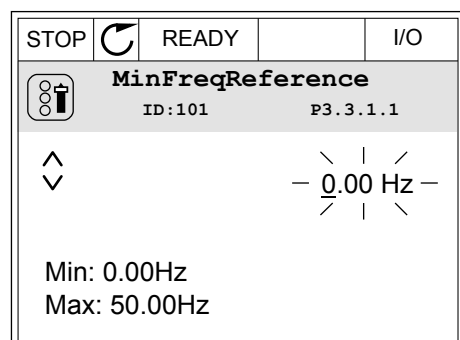 STOP READY I/O
MinFreqReference
ID:101 P3.3.1.1
0.00 Hz
Min: 0.00Hz
Max: 50.00Hz